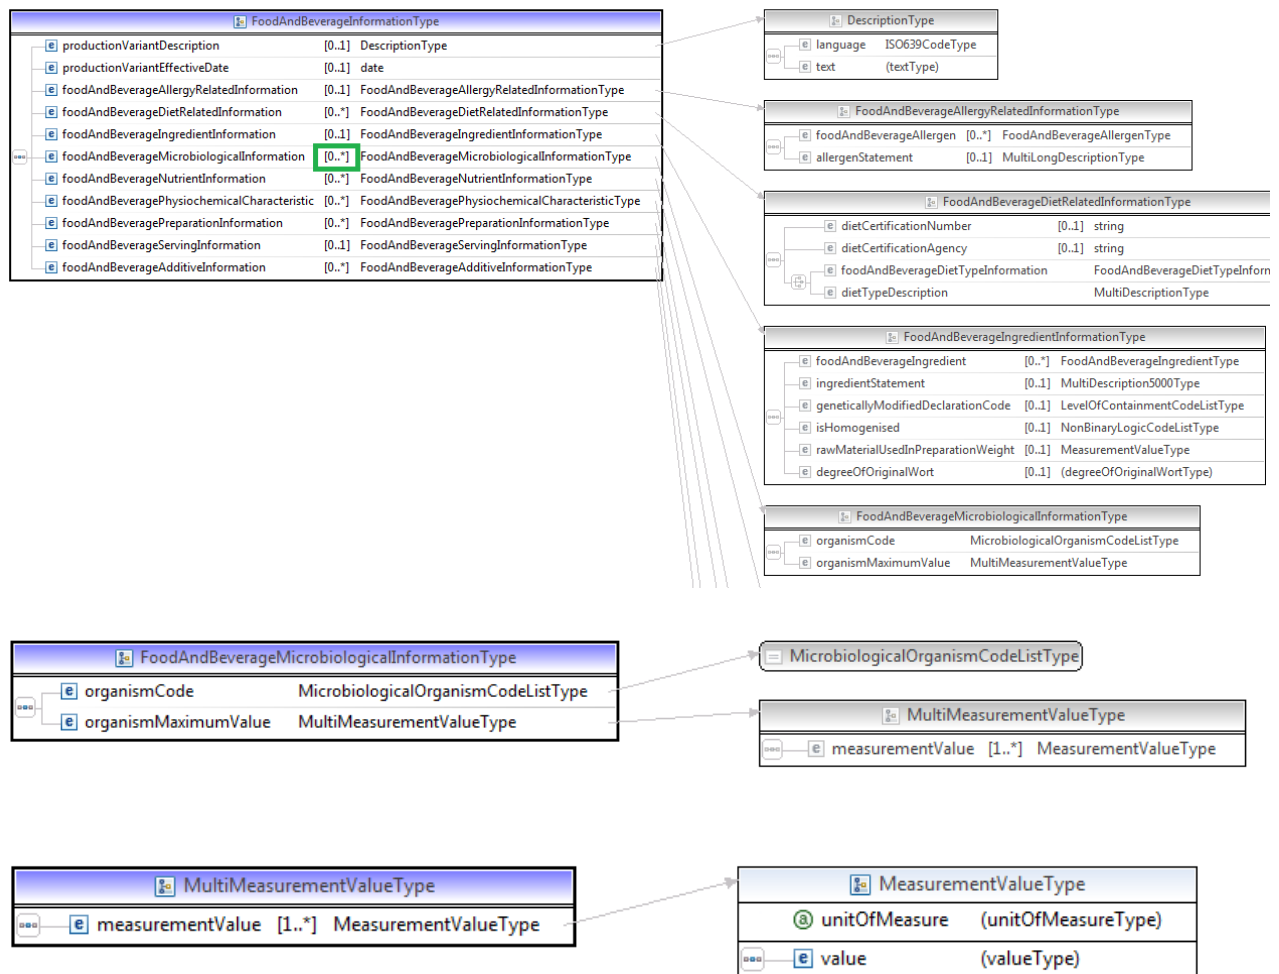 FoodAndBeverageInformationType
productionVariantDescription [0..1] DescriptionType
productionVariantEffectiveDate [0..1] date
foodAndBeverageAllergyRelatedInformation [0..1] FoodAndBeverageAllergyRelatedInformationType
foodAndBeverageDietRelatedInformation [0..*] FoodAndBeverageDietRelatedInformationType
foodAndBeverageIngredientInformation [0..1] FoodAndBeverageIngredientInformationType
foodAndBeverageMicrobiologicalInformation [0..*] FoodAndBeverageMicrobiologicalInformationType
foodAndBeverageNutrientInformation [0..*] FoodAndBeverageNutrientInformationType
foodAndBeveragePhysiochemicalCharacteristic [0..*] FoodAndBeveragePhysiochemicalCharacteristicType
foodAndBeveragePreparationInformation [0..*] FoodAndBeveragePreparationInformationType
foodAndBeverageServingInformation [0..1] FoodAndBeverageServingInformationType
foodAndBeverageAdditiveInformation [0..*] FoodAndBeverageAdditiveInformationType
DescriptionType
language ISO639CodeType
text (textType)
FoodAndBeverageAllergyRelatedInformationType
foodAndBeverageAllergen [0..*] FoodAndBeverageAllergenType
allergenStatement [0..1] MultiLongDescriptionType
FoodAndBeverageDietRelatedInformationType
dietCertificationNumber [0..1] string
dietCertificationAgency [0..1] string
foodAndBeverageDietTypeInformation FoodAndBeverageDietTypeInforn
dietTypeDescription MultiDescriptionType
FoodAndBeverageIngredientInformationType
foodAndBeverageIngredient [0..*] FoodAndBeverageIngredientType
ingredientStatement [0..1] MultiDescription5000Type
geneticallyModifiedDeclarationCode [0..1] LevelOfContainmentCodeListType
isHomogenised [0..1] NonBinaryLogicCodeListType
rawMaterialUsedInPreparationWeight [0..1] MeasurementValueType
degreeOfOriginalWort [0..1] (degreeOfOriginalWortType)
FoodAndBeverageMicrobiologicalInformationType
organismCode MicrobiologicalOrganismCodeListType
organismMaximumValue MultiMeasurementValueType
FoodAndBeverageMicrobiologicalInformationType
organismCode MicrobiologicalOrganismCodeListType
organismMaximumValue MultiMeasurementValueType
MicrobiologicalOrganismCodeListType
MultiMeasurementValueType
measurementValue [1..*] MeasurementValueType
MultiMeasurementValueType
measurementValue [1..*] MeasurementValueType
MeasurementValueType
unitOfMeasure (unitOfMeasureType)
value (valueType)